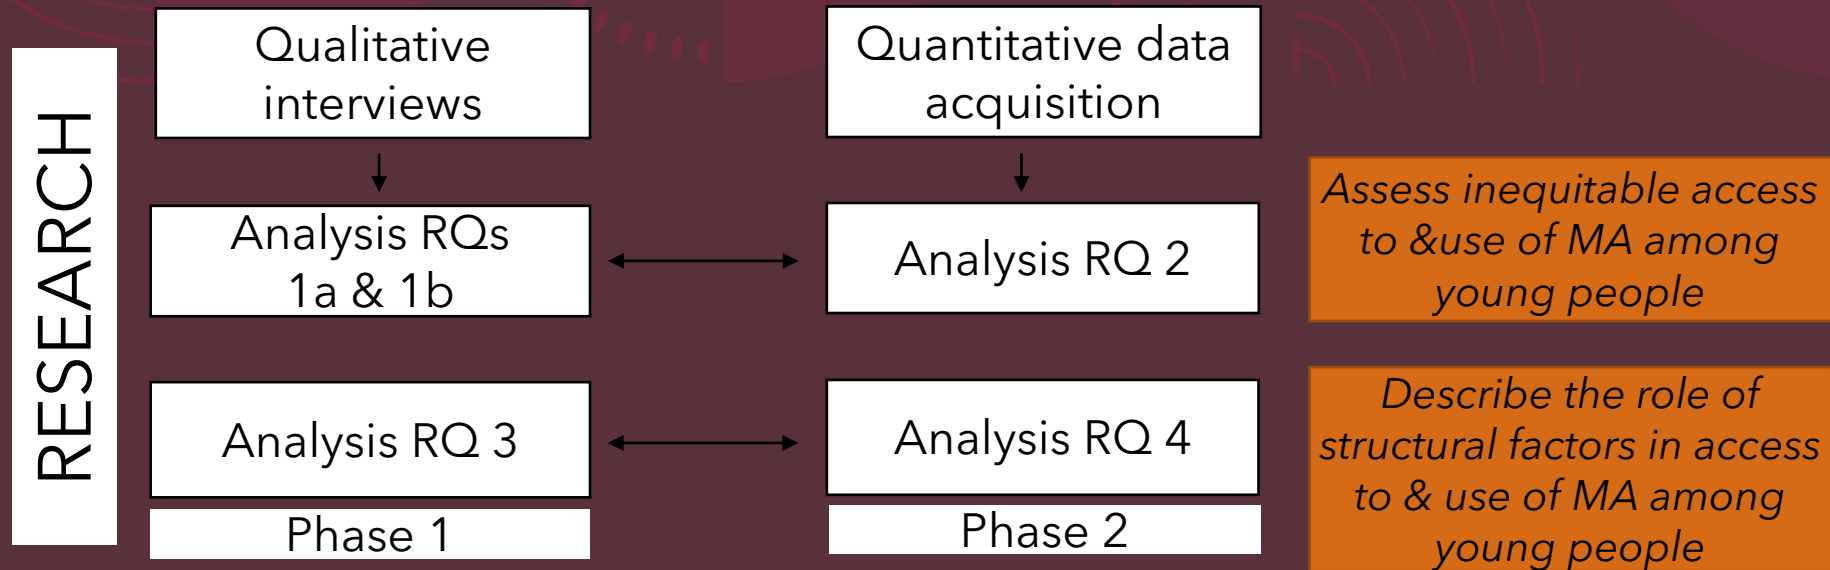 RESEARCH
Qualitative
interviews
Quantitative data
acquisition
Analysis RQs
1a & 1b
Analysis RQ 2
Assess inequitable access
to &use of MA among
young people
Analysis RQ 3
Analysis RQ 4
Describe the role of
structural factors in access
to & use of MA among
young people
Phase 1
Phase 2